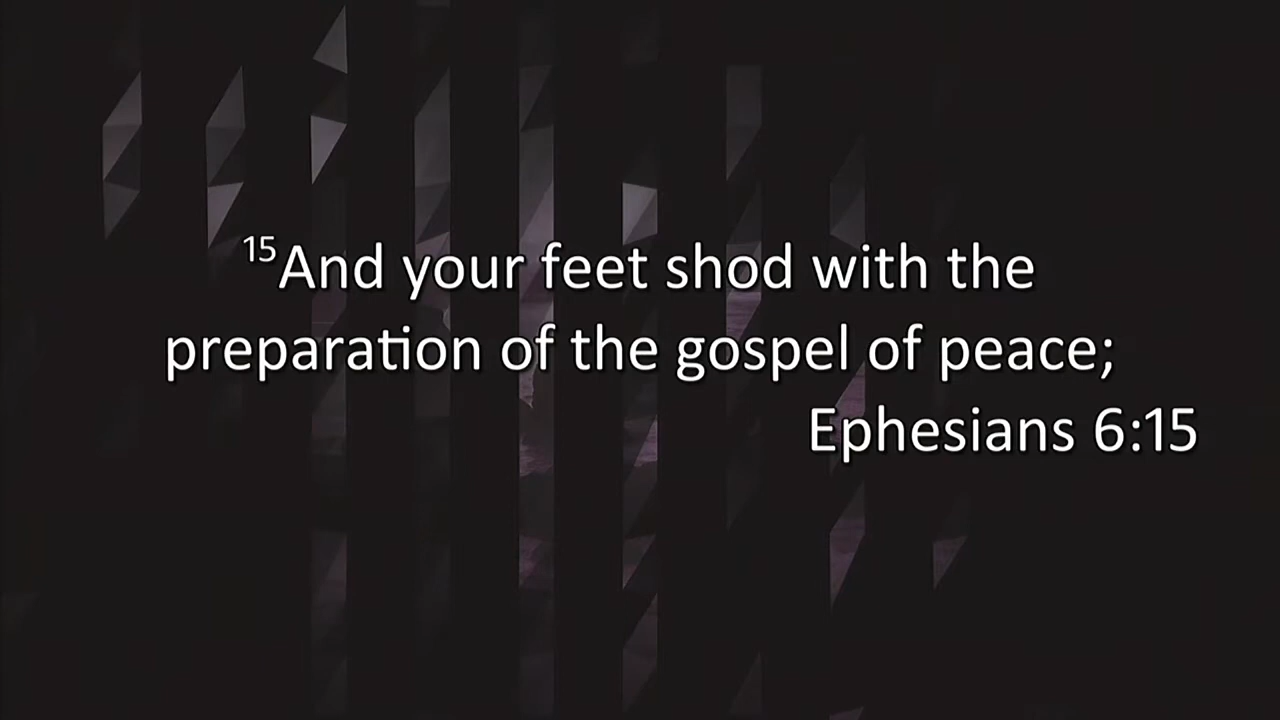 15And your feet shod with the
preparation of the gospel of peace;
Ephesians 6:15